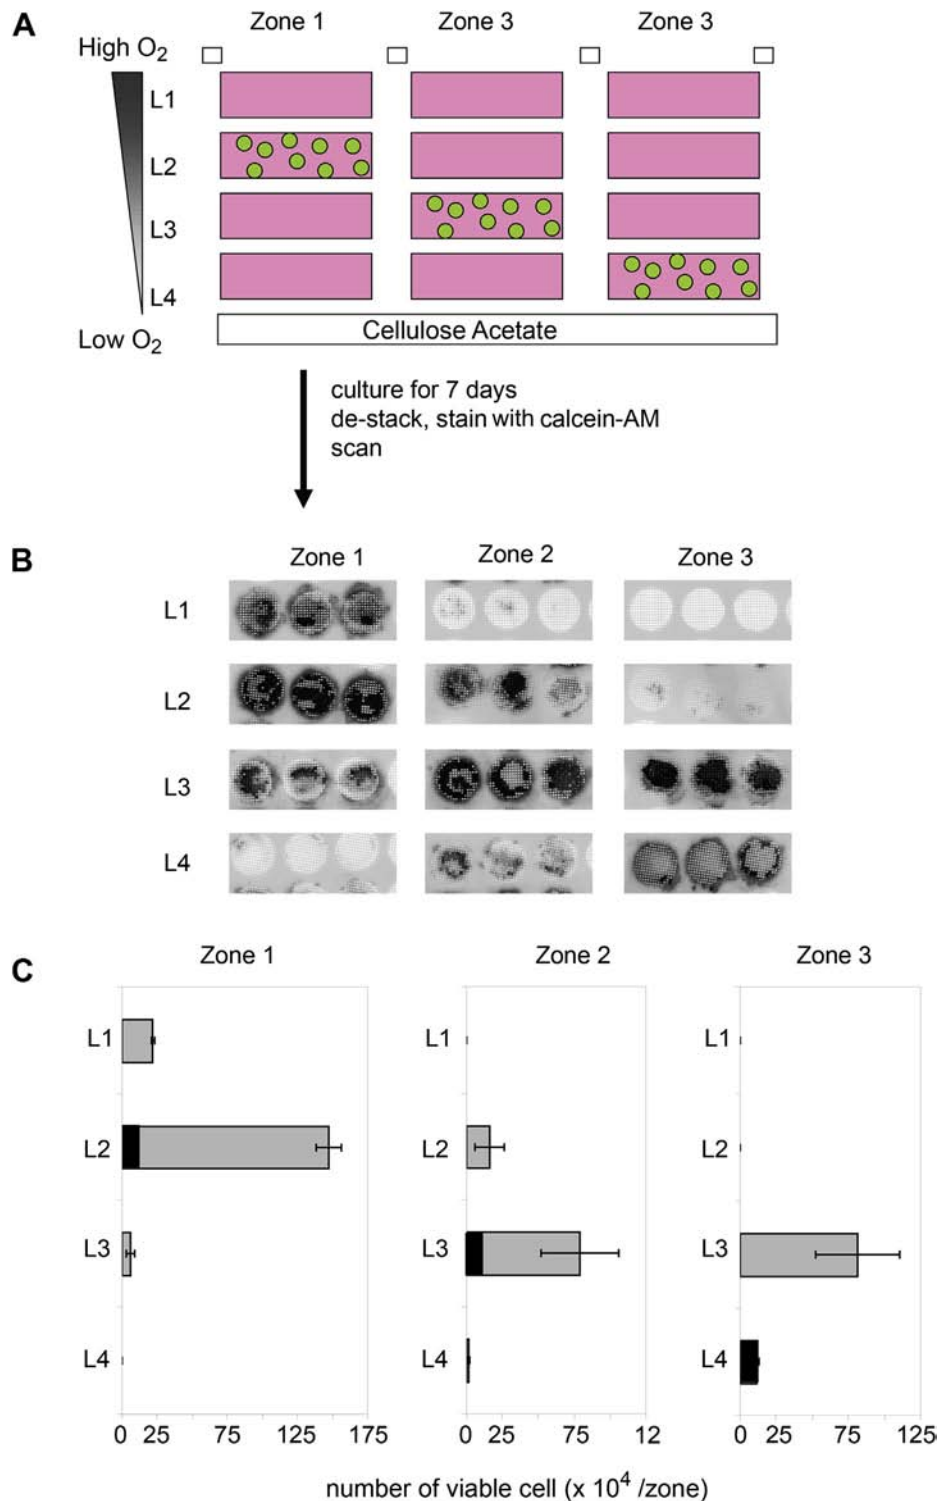 A
Zone 1 Zone 3 Zone 3
High O2
L1
L2
L3
L4
Low O2
Cellulose Acetate
culture for 7 days
de-stack, stain with calcein-AM
scan
B
Zone 1 Zone 2 Zone 3
L1
L2
L3
L4
C
Zone 1 Zone 2 Zone 3
L1 L1 L1
L2 L2 L2
L3 L3 L3
L4 L4 L4
0 25 125 175 0 25 75 12 0 25 75 125
number of viable cell (x 10^4 /zone)